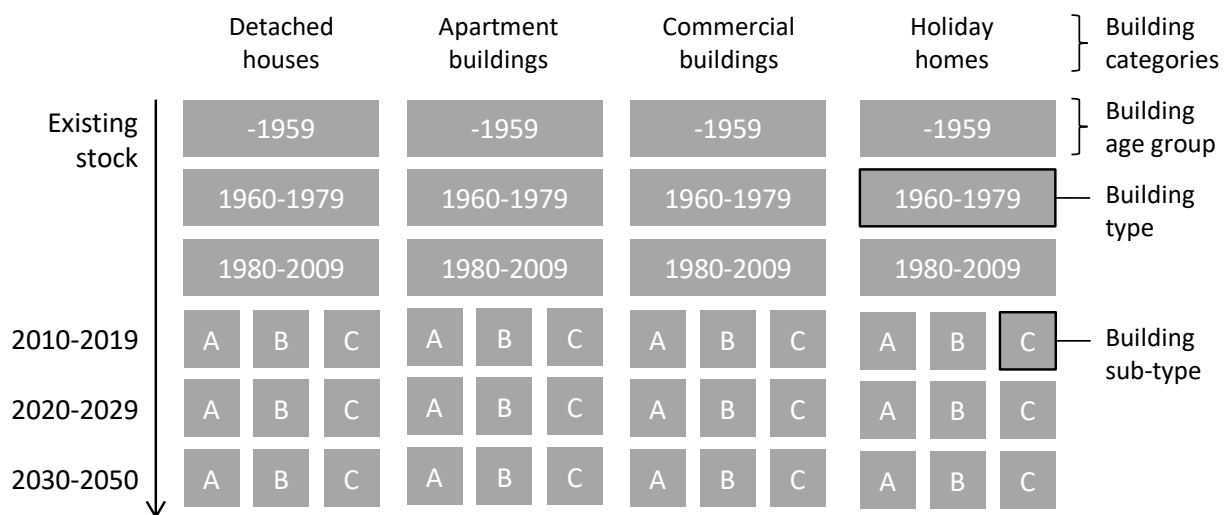 Detached
houses
Apartment
buildings
Commercial
buildings
Holiday
homes
Building
categories
Existing
stock
-1959
-1959
-1959
-1959
Building
age group
1960-1979
1960-1979
1960-1979
1960-1979
Building
type
1980-2009
1980-2009
1980-2009
1980-2009
2010-2019
A B C
A B C
A B C
A B C
Building
sub-type
2020-2029
A B C
A B C
A B C
A B C
2030-2050
A B C
A B C
A B C
A B C